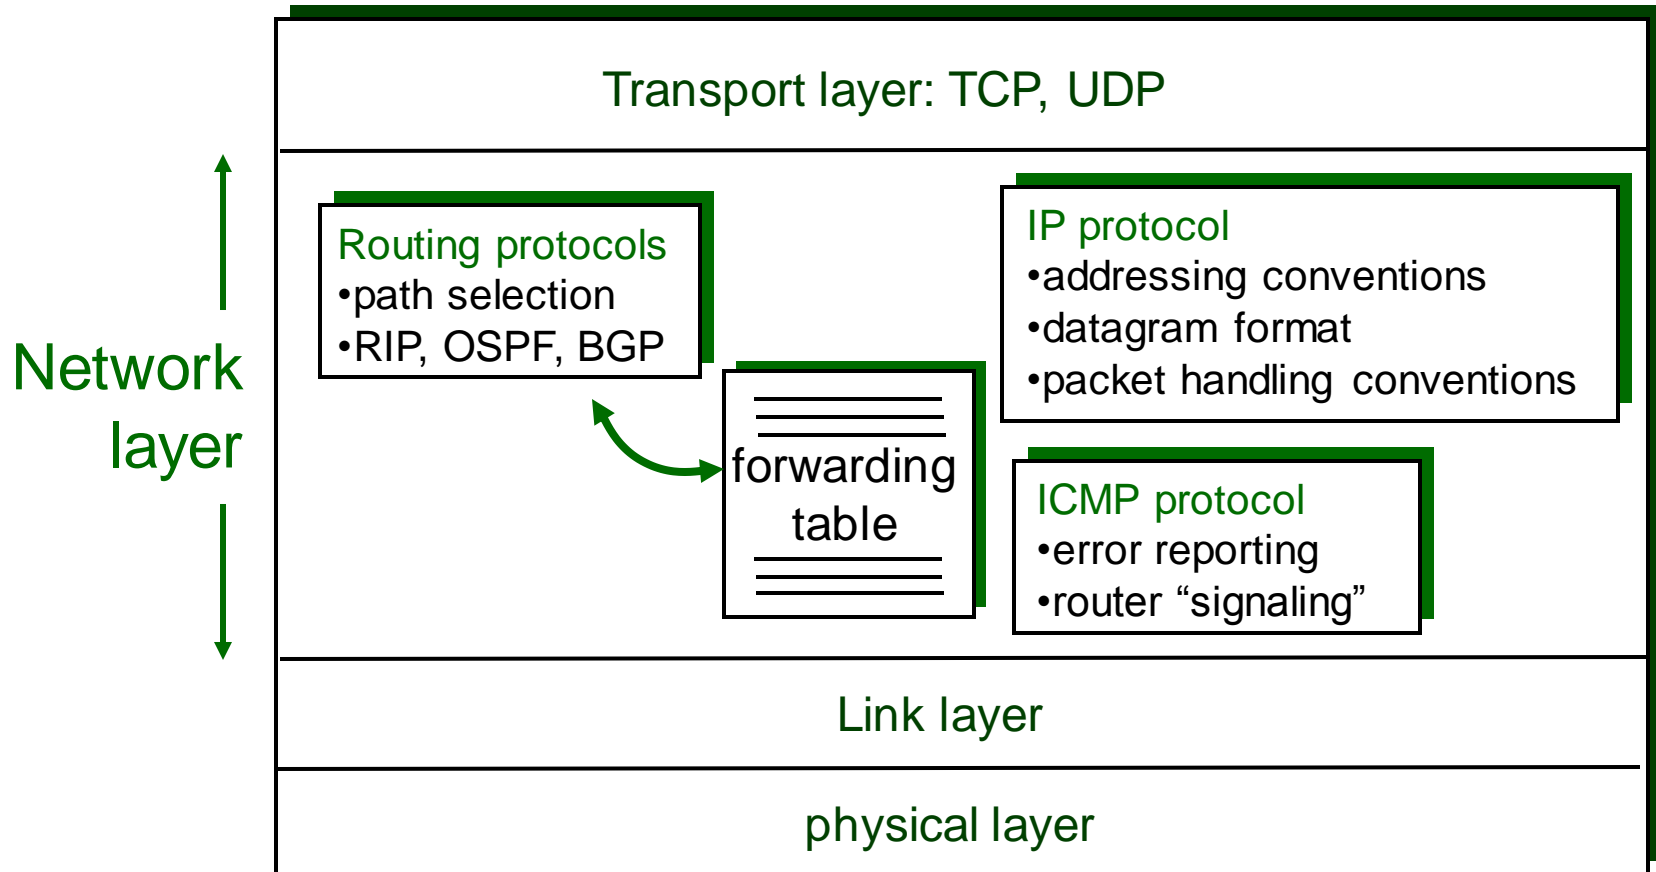 Transport layer: TCP, UDP
Network
layer
Routing protocols
•path selection
•RIP, OSPF, BGP
forwarding
table
IP protocol
•addressing conventions
•datagram format
•packet handling conventions
ICMP protocol
•error reporting
•router “signaling”
Link layer
physical layer